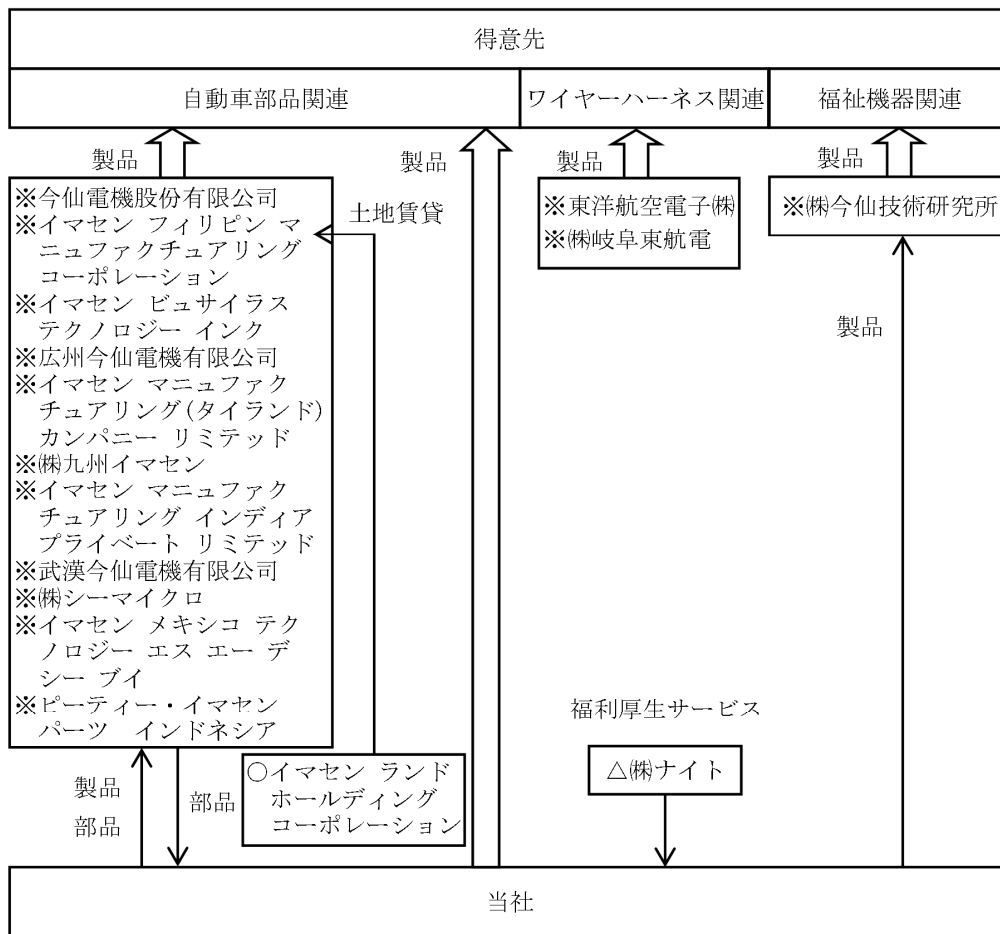 得意先
自動車部品関連
ワイヤーハーネス関連
福祉機器関連
製品
製品
製品
製品
※今仙電機股份有限公司
※イマセン フィリピン マ
ニュファクチュアリング
コーポレーション
※イマセン ビュサイラス
テクノロジー インク
※広州今仙電機有限公司
※イマセン マニュファク
チュアリング(タイランド)
カンパニー リミテッド
※㈱九州イマセン
※イマセン マニュファク
チュアリング インディア
プライベート リミテッド
※武漢今仙電機有限公司
※㈱シーマイクロ
※イマセン メキシコ テク
ノロジー エス エー デ
シー ブイ
※ピーティー・イマセン
パーツ インドネシア
土地賃貸
※東洋航空電子㈱
※㈱岐阜東航電
※㈱今仙技術研究所
製品
福利厚生サービス
△㈱ナイト
○イマセン ランド
ホールディング
コーポレーション
製品
部品
部品
当社